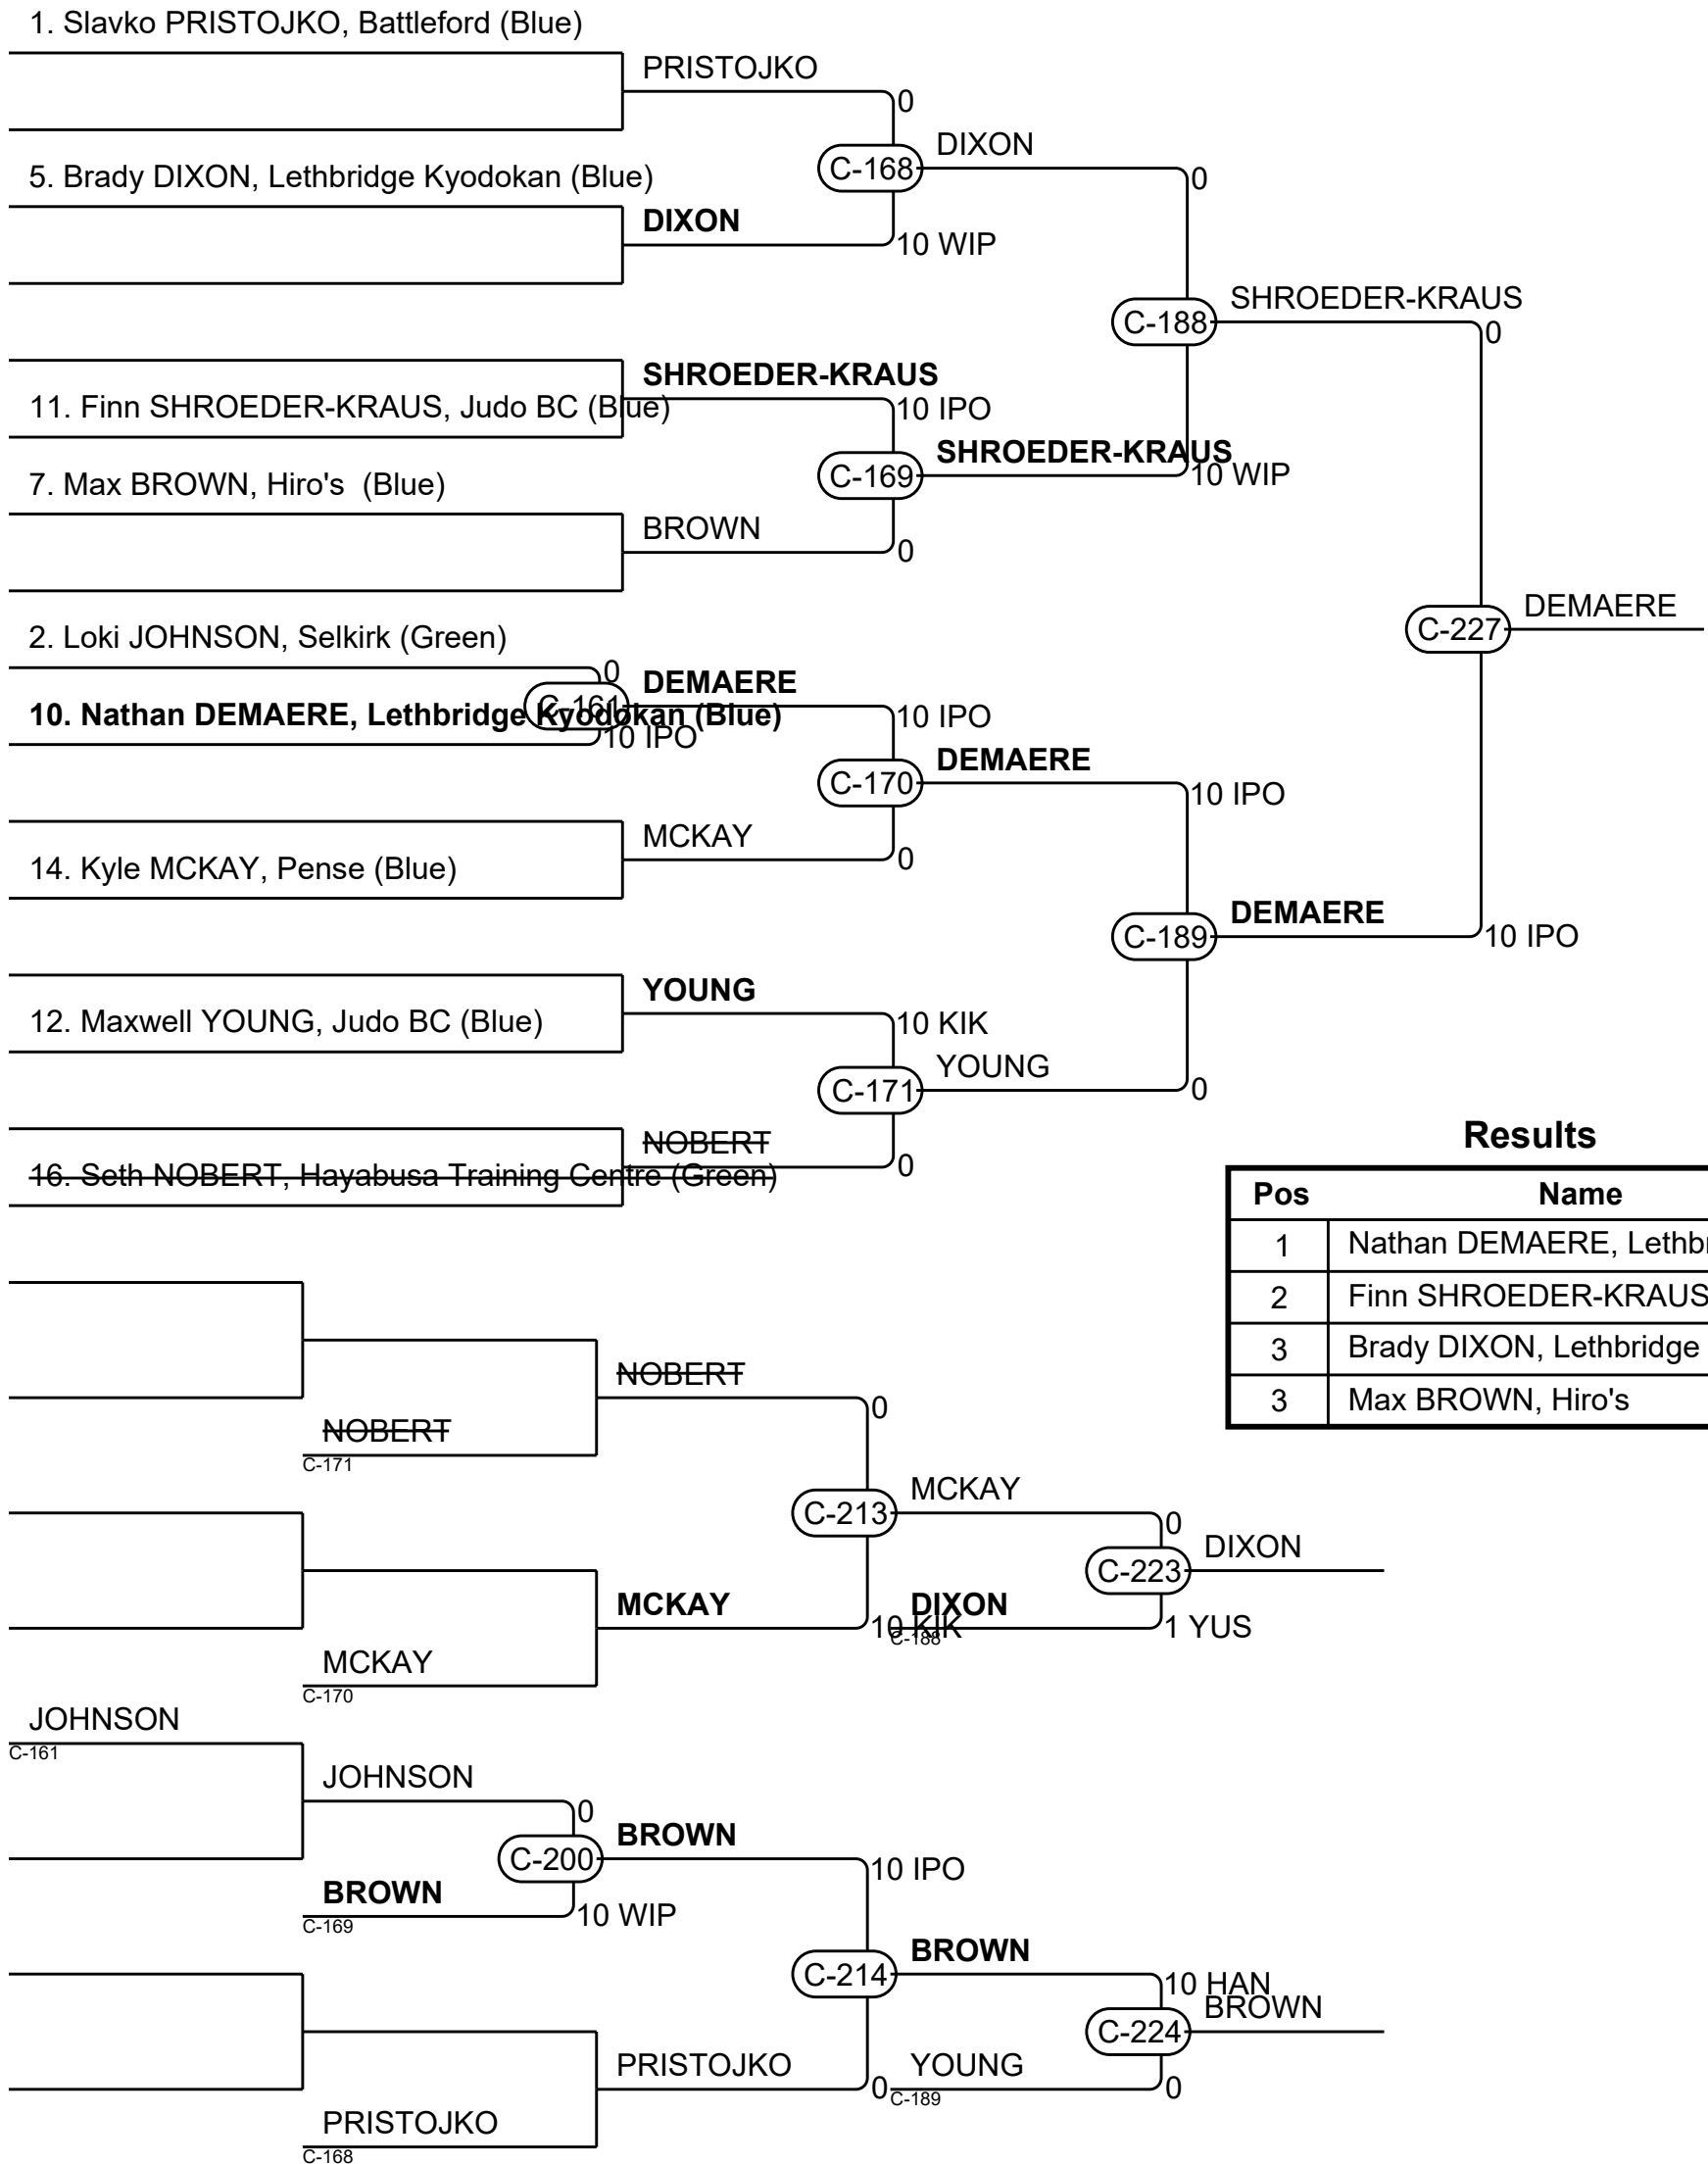 1. Slavko PRISTOJKO, Battleford (Blue)
PRISTOJKO
0
C-168
DIXON
0
5. Brady DIXON, Lethbridge Kyodokan (Blue)
DIXON
10 WIP
C-188
SHROEDER-KRAUS
0
SHROEDER-KRAUS
10 IPO
11. Finn SHROEDER-KRAUS, Judo BC (Blue)
C-169
SHROEDER-KRAUS
10 WIP
7. Max BROWN, Hiro's  (Blue)
BROWN
0
C-227
DEMAERE
2. Loki JOHNSON, Selkirk (Green)
0
C-161
DEMAERE
10 IPO
10. Nathan DEMAERE, Lethbridge Kyodokan (Blue)
10 IPO
C-170
DEMAERE
10 IPO
MCKAY
0
14. Kyle MCKAY, Pense (Blue)
C-189
DEMAERE
10 IPO
YOUNG
10 KIK
12. Maxwell YOUNG, Judo BC (Blue)
C-171
YOUNG
0
NOBERT
0
16. Seth NOBERT, Hayabusa Training Centre (Green)
Results
Pos Name
1 Nathan DEMAERE, Lethb
2 Finn SHROEDER-KRAUS
3 Brady DIXON, Lethbridge
3 Max BROWN, Hiro's
NOBERT
0
NOBERT
C-171
C-213
MCKAY
0
C-223
DIXON
MCKAY
10 KIK
DIXON
C-188
1 YUS
MCKAY
C-170
JOHNSON
C-161
JOHNSON
0
C-200
BROWN
10 IPO
BROWN
C-169
10 WIP
C-214
BROWN
10 HAN
C-224
BROWN
PRISTOJKO
0
YOUNG
C-189
0
PRISTOJKO
C-168